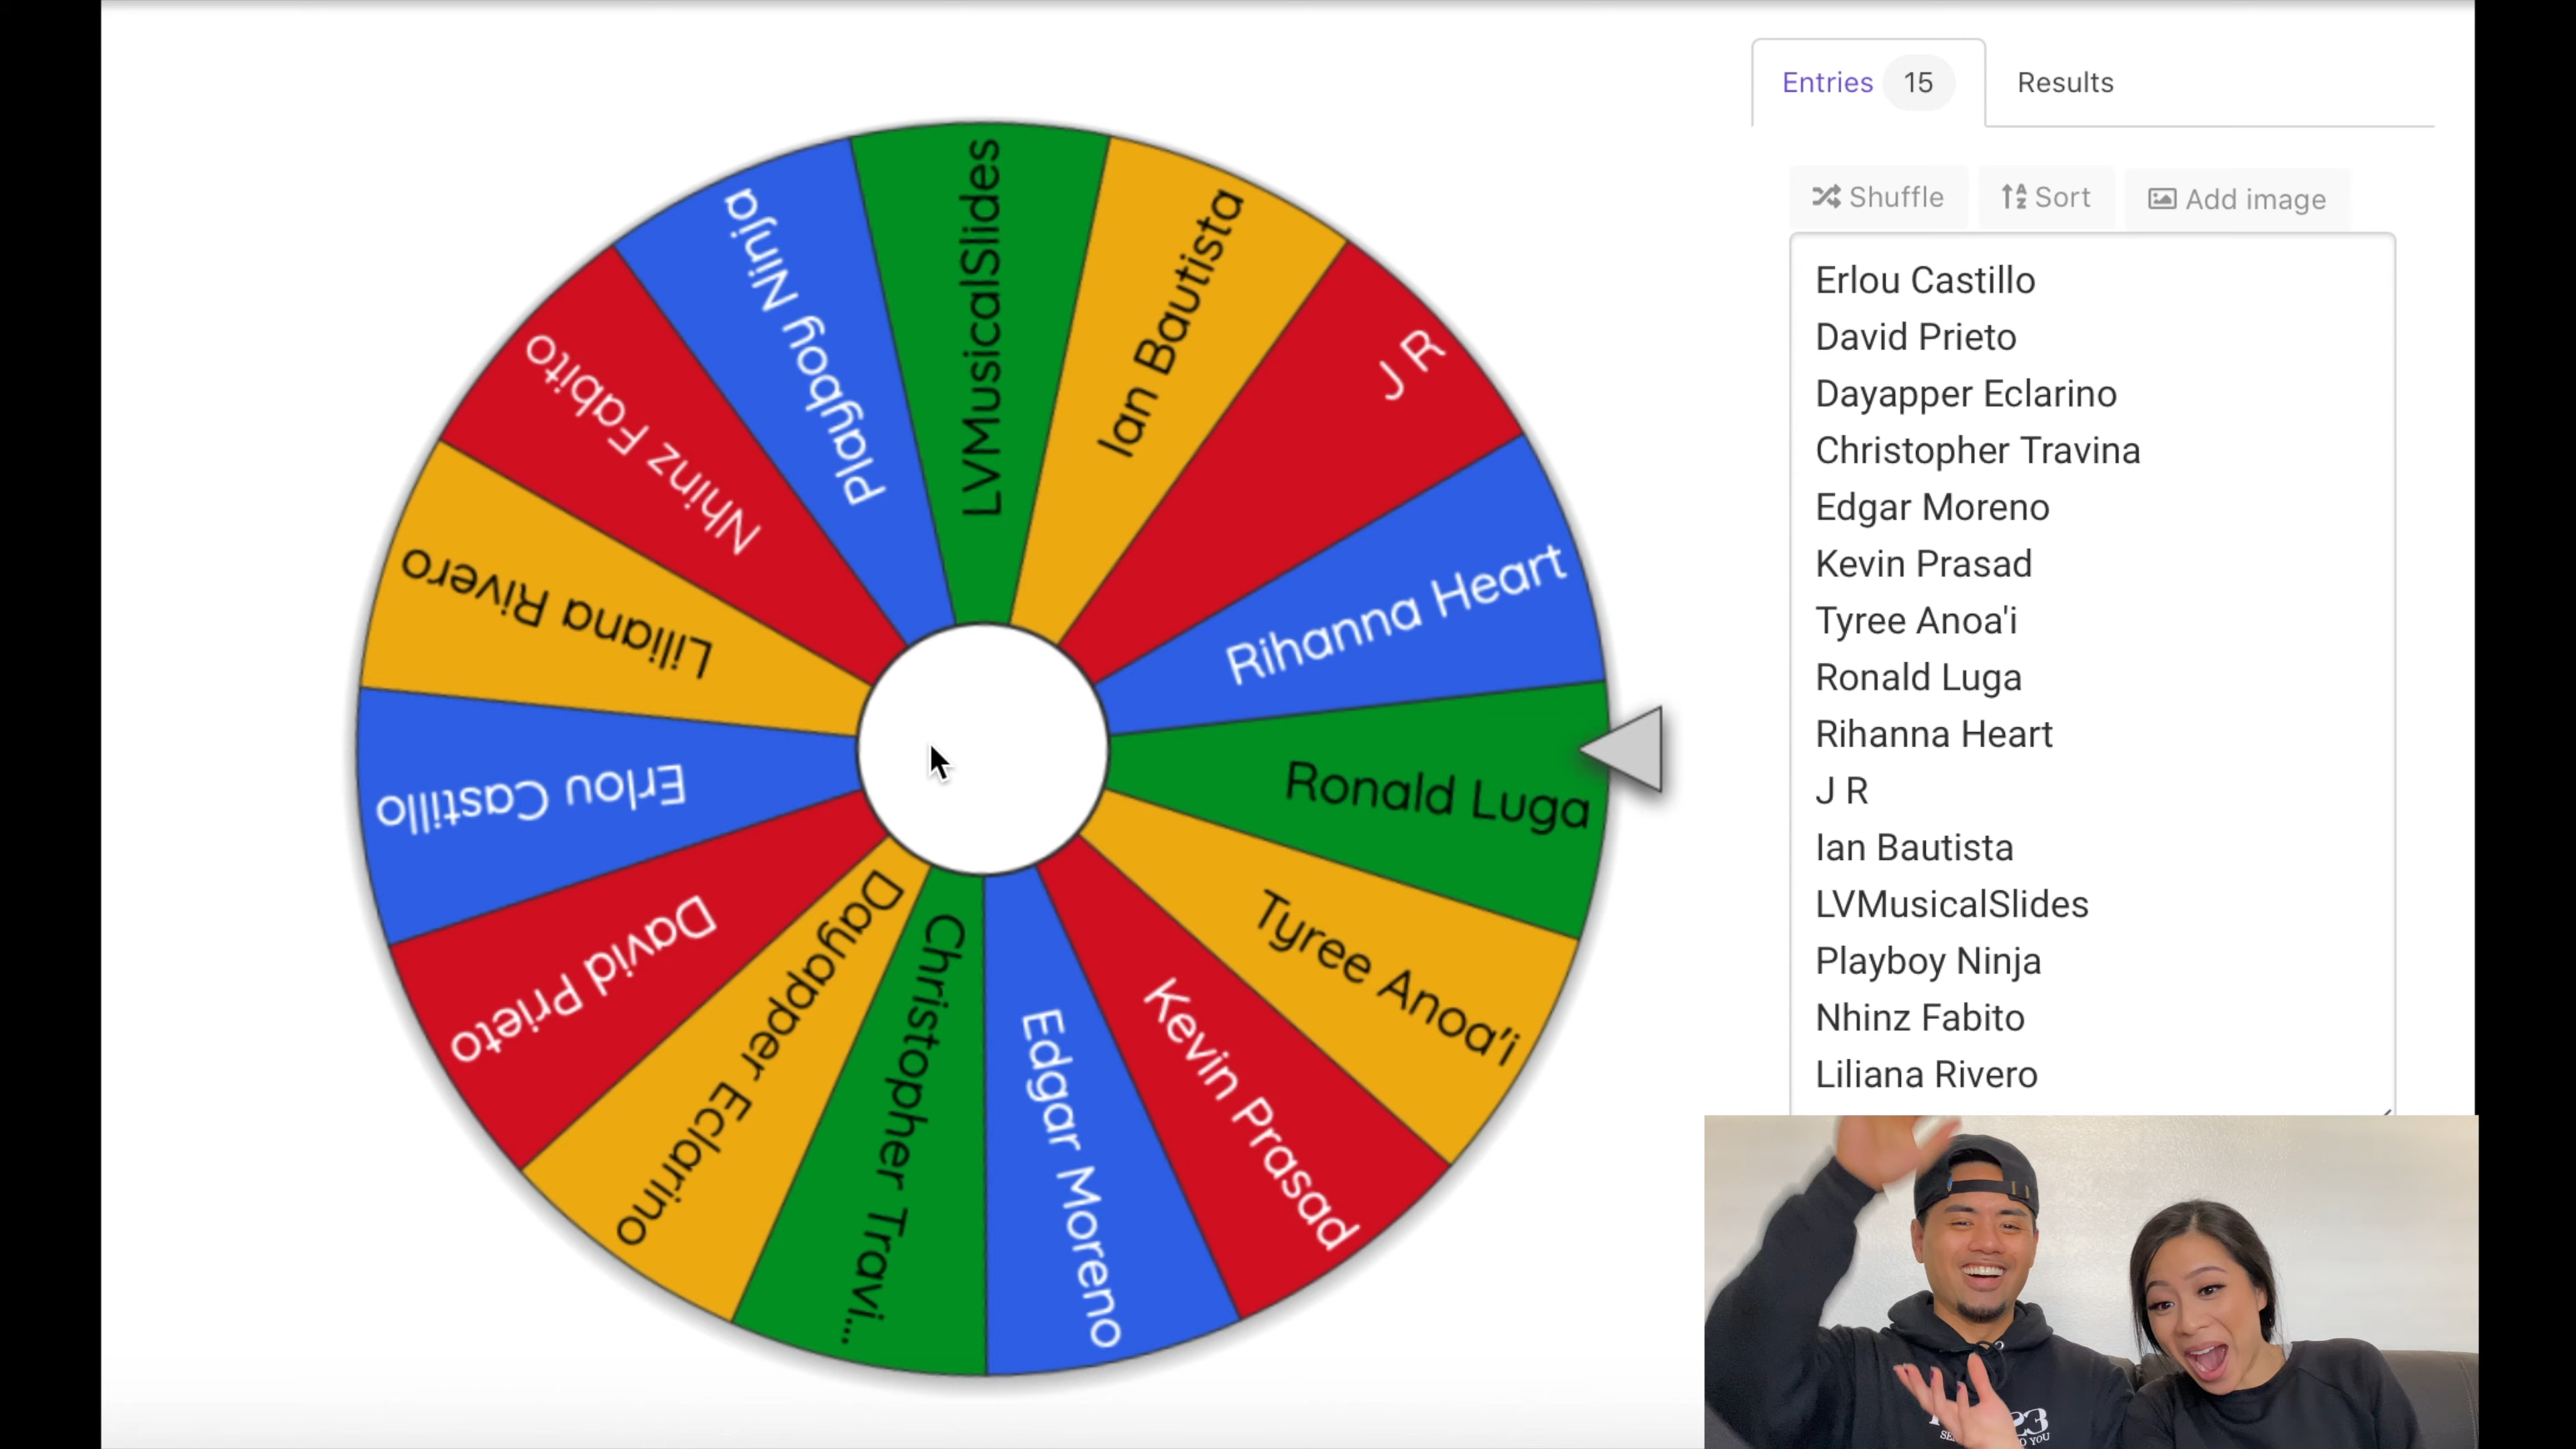 Entries 15 Results
Shuffle Sort Add image
Erlou Castillo
David Prieto
Dayapper Eclarino
Christopher Travina
Edgar Moreno
Kevin Prasad
Tyree Anoa'i
Ronald Luga
Rihanna Heart
J R
Ian Bautista
LVMusicalSlides
Playboy Ninja
Nhinz Fabito
Liliana Rivero
LVMusicalSlides
Ian Bautista
J R
Rihanna Heart
Ronald Luga
Tyree Anoa'i
Kevin Prasad
Edgar Moreno
Christopher Travi...
Dayapper Eclarino
David Prieto
Erlou Castillo
Liliana Rivero
Nhinz Fabito
Playboy Ninja